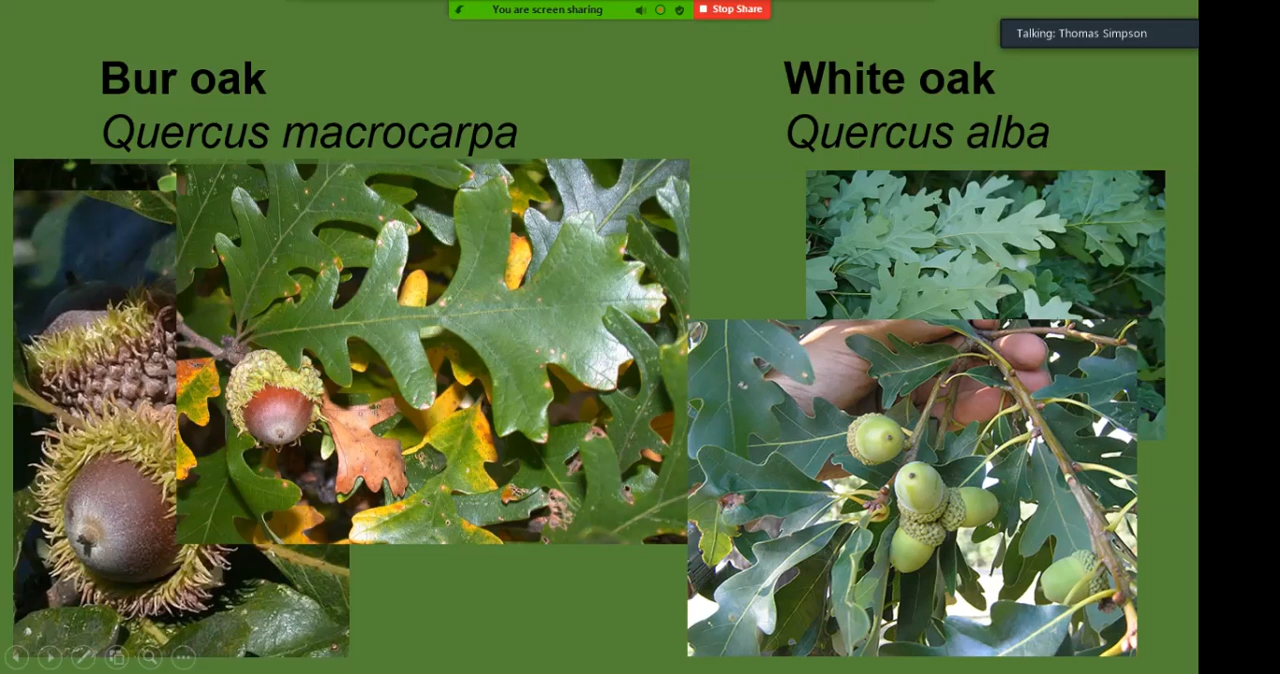 You are screen sharing
Stop Share
Talking: Thomas Simpson
Bur oak
Quercus macrocarpa
White oak
Quercus alba